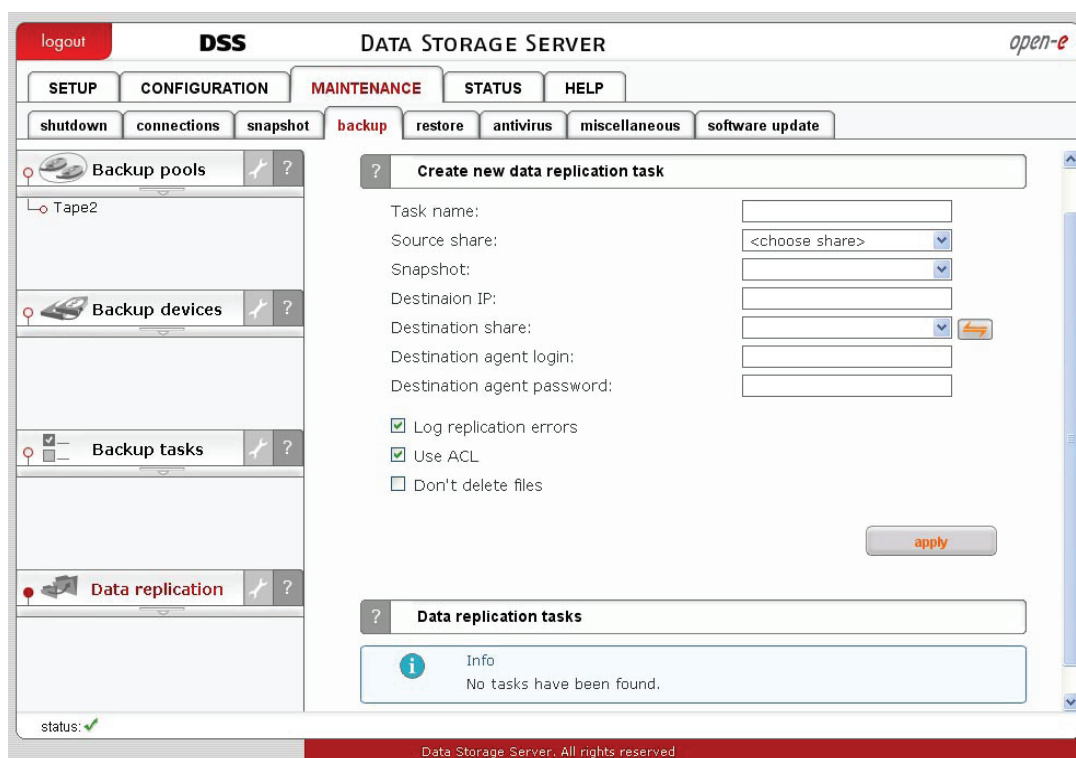 logout
DSS
DATA STORAGE SERVER
open-e
SETUP
CONFIGURATION
MAINTENANCE
STATUS
HELP
shutdown
connections
snapshot
backup
restore
antivirus
miscellaneous
software update
Backup pools
?
Tape2
Backup devices
?
Backup tasks
?
Data replication
?
? Create new data replication task
Task name:
Source share: <choose share>
Snapshot:
Destinaion IP:
Destination share:
Destination agent login:
Destination agent password:
Log replication errors
Use ACL
Don't delete files
apply
? Data replication tasks
i Info
No tasks have been found.
status:
Data Storage Server. All rights reserved